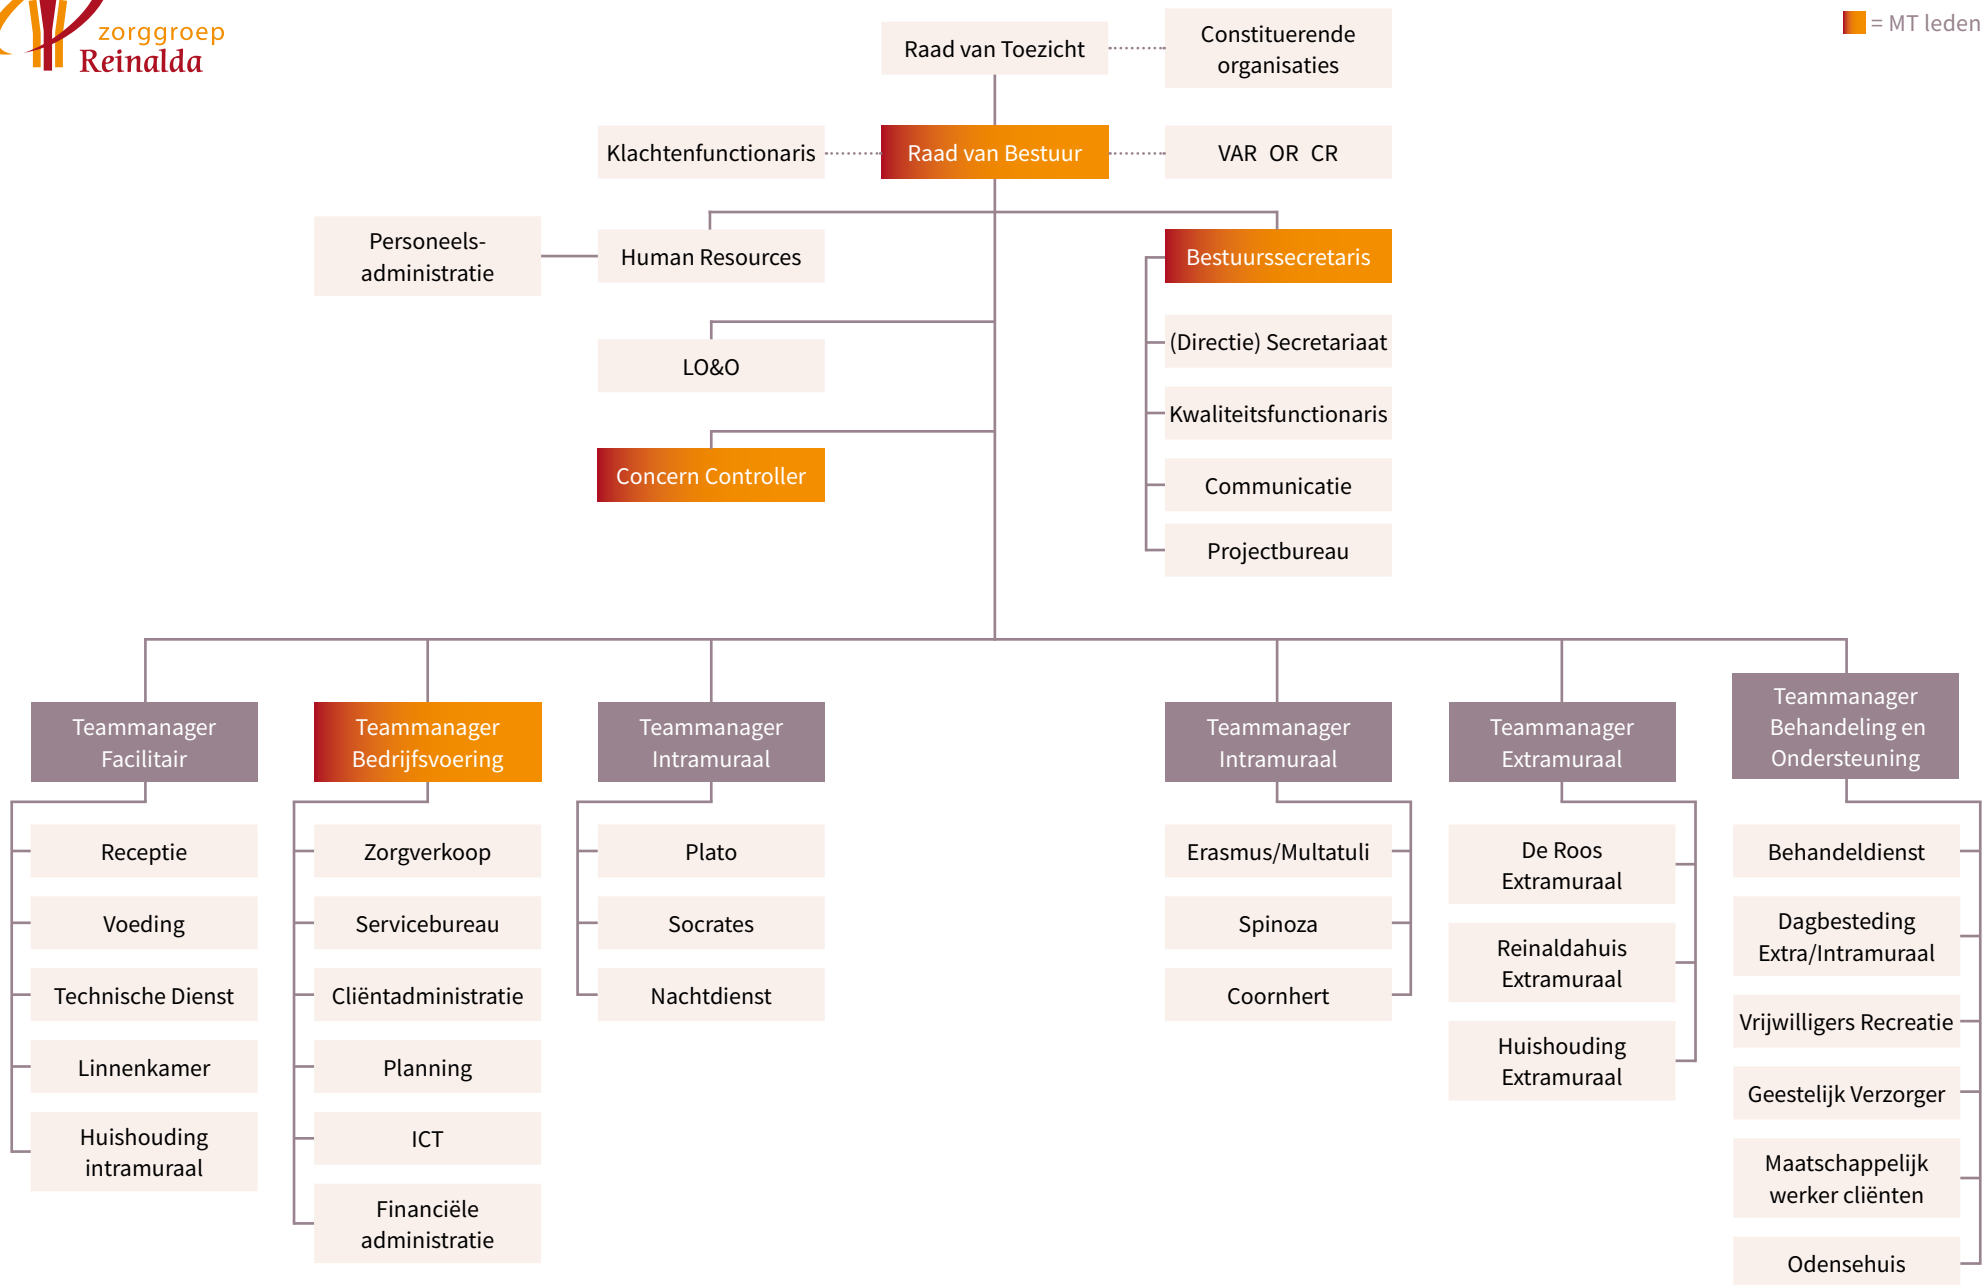 zorggroep
Reinalda
= MT leden
Raad van Toezicht
Constituerende
organisaties
Klachtenfunctionaris
Raad van Bestuur
VAR OR CR
Personeels-
administratie
Human Resources
Bestuurssecretaris
(Directie) Secretariaat
LO&O
Kwaliteitsfunctionaris
Concern Controller
Communicatie
Projectbureau
Teammanager
Facilitair
Receptie
Voeding
Technische Dienst
Linnenkamer
Huishouding
intramuraal
Teammanager
Bedrijfsvoering
Zorgverkoop
Servicebureau
Cliëntadministratie
Planning
ICT
Financiële
administratie
Teammanager
Intramuraal
Plato
Socrates
Nachtdienst
Teammanager
Intramuraal
Erasmus/Multatuli
Spinoza
Coornhert
Teammanager
Extramuraal
De Roos
Extramuraal
Reinaldahuis
Extramuraal
Huishouding
Extramuraal
Teammanager
Behandeling en
Ondersteuning
Behandeldienst
Dagbesteding
Extra/Intramuraal
Vrijwilligers Recreatie
Geestelijk Verzorger
Maatschappelijk
werker cliënten
Odensehuis